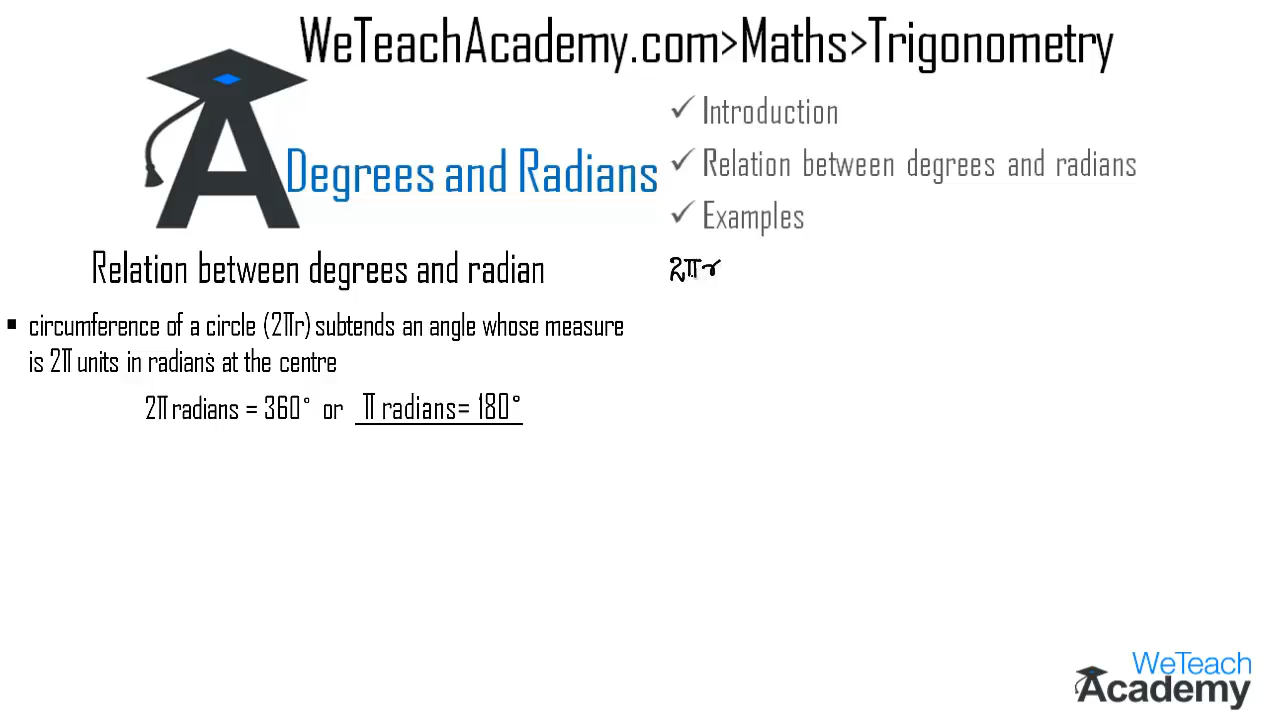 WeTeachAcademy.com>Maths>Trigonometry
Degrees and Radians
✓ Introduction
✓ Relation between degrees and radians
✓ Examples
2πr
Relation between degrees and radian
▪ circumference of a circle (2πr) subtends an angle whose measure
is 2π units in radians at the centre
2π radians = 360° or π radians= 180°
WeTeach
Academy